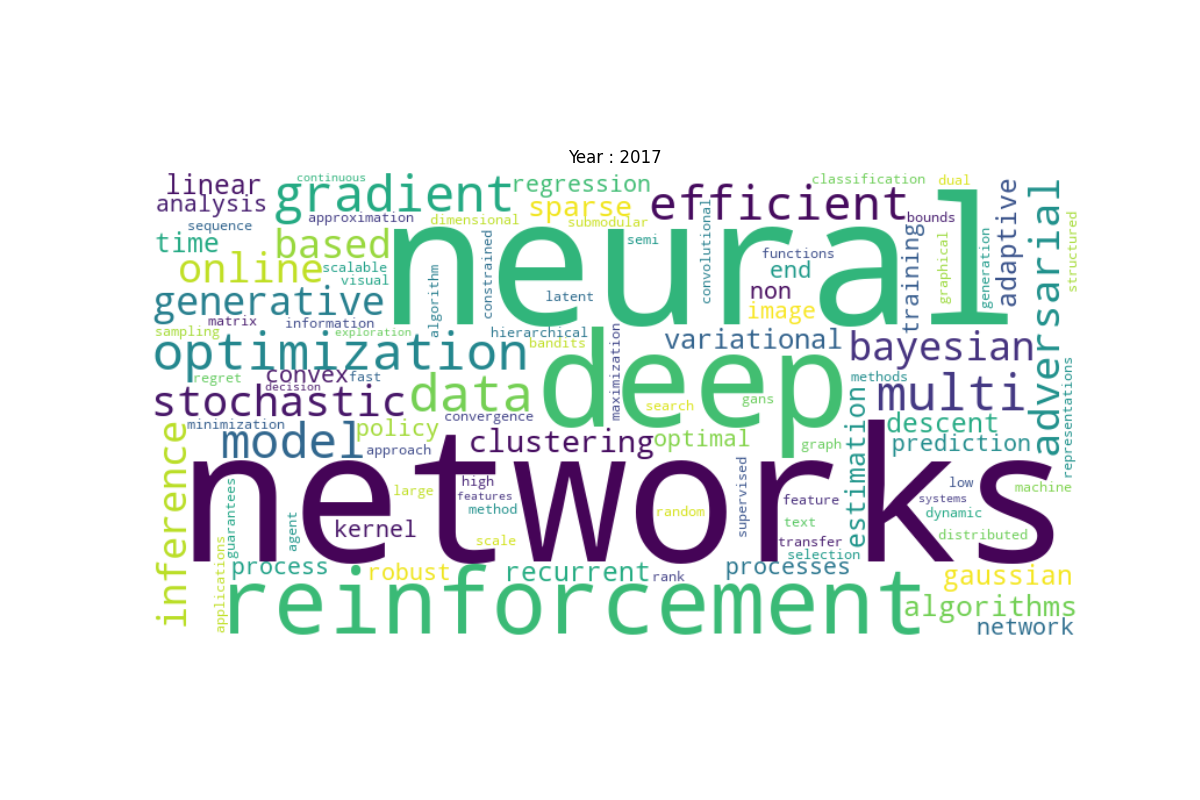 Year : 2017
linear
continuous
gradient
regression
classification
dual
efficient
analysis
sparse
approximation
dimensional
submodular
bounds
sequence
time
based
neural
semi
constrained
convolutional
functions
training
adaptive
adversarial
structured
graphical
generation
online
scalable
visual
end
non
image
algorithm
latent
generative
matrix
information
sampling
exploration
hierarchical
bandits
variational
bayesian
optimization
deep
maximization
regret
convex
fast
decision
methods
multi
representations
stochastic
data
search
gans
convergence
minimization
model
policy
approach
clustering
optimal
graph
descent
prediction
estimation
inference
networks
guarantees
large
high
features
method
random
supervised
feature
low
systems
machine
dynamic
agent
kernel
scale
text
transfer
selection
distributed
applications
process
robust
recurrent
rank
processes
gaussian
reinforcement
algorithms
network